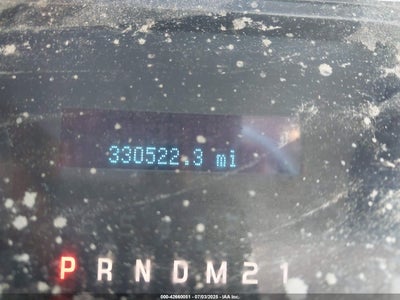 330522.3 mi
P R N D M 2 1
000-42660051 - 07/03/2025 - IAA Inc.